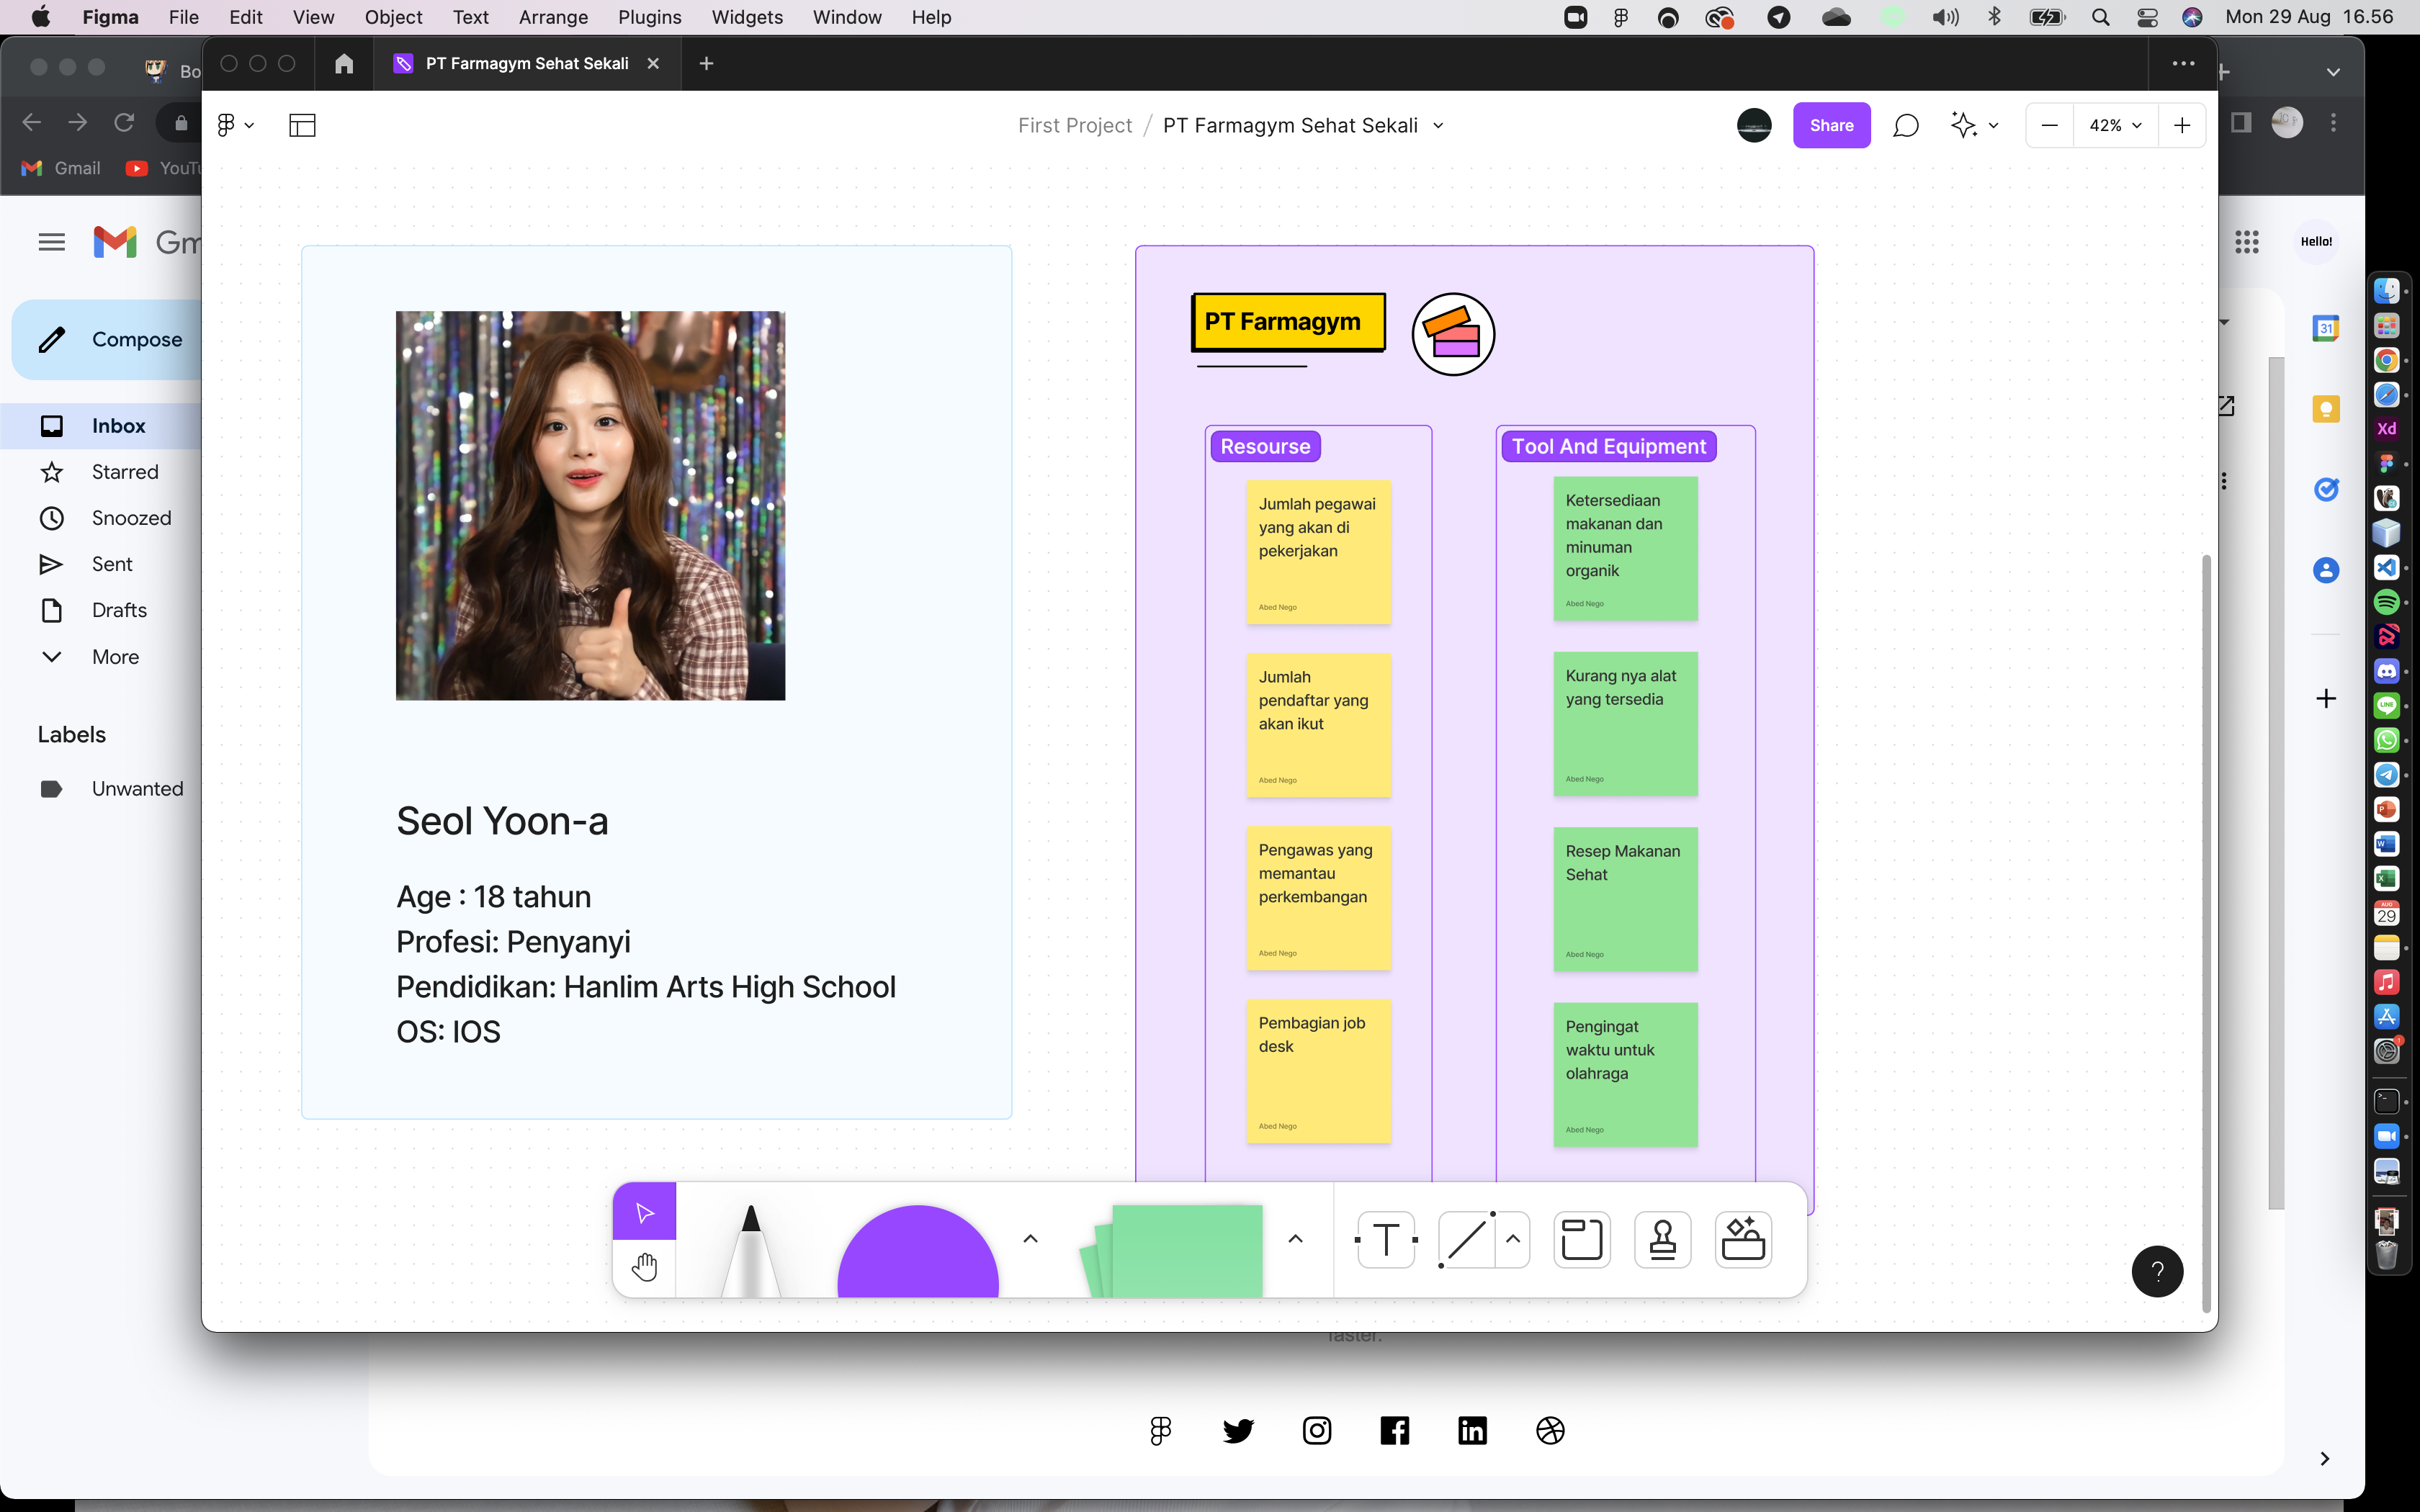 Figma File Edit View Object Text Arrange Plugins Widgets Window Help
Mon 29 Aug 16.56
PT Farmagym Sehat Sekali
First Project / PT Farmagym Sehat Sekali
Share
42%
Bo
Gmail
YouTu
Gm
Compose
Inbox
Starred
Snoozed
Sent
Drafts
More
Labels
Unwanted
Hello!
31
Seol Yoon-a
Age : 18 tahun
Profesi: Penyanyi
Pendidikan: Hanlim Arts High School
OS: IOS
PT Farmagym
Resourse
Jumlah pegawai
yang akan di
pekerjakan
Abed Nego
Jumlah
pendaftar yang
akan ikut
Abed Nego
Pengawas yang
memantau
perkembangan
Abed Nego
Pembagian job
desk
Abed Nego
Tool And Equipment
Ketersediaan
makanan dan
minuman
organik
Abed Nego
Kurang nya alat
yang tersedia
Abed Nego
Resep Makanan
Sehat
Abed Nego
Pengingat
waktu untuk
olahraga
Abed Nego
T
?
faster.
in
Xd
LINE
P
W
X
AUG
29
1